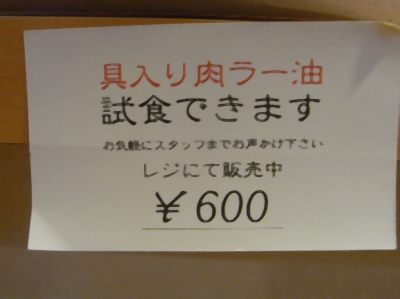 具入り肉ラー油
試食できます
お気軽にスタッフまでお声かけ下さい
レジにて販売中
￥600